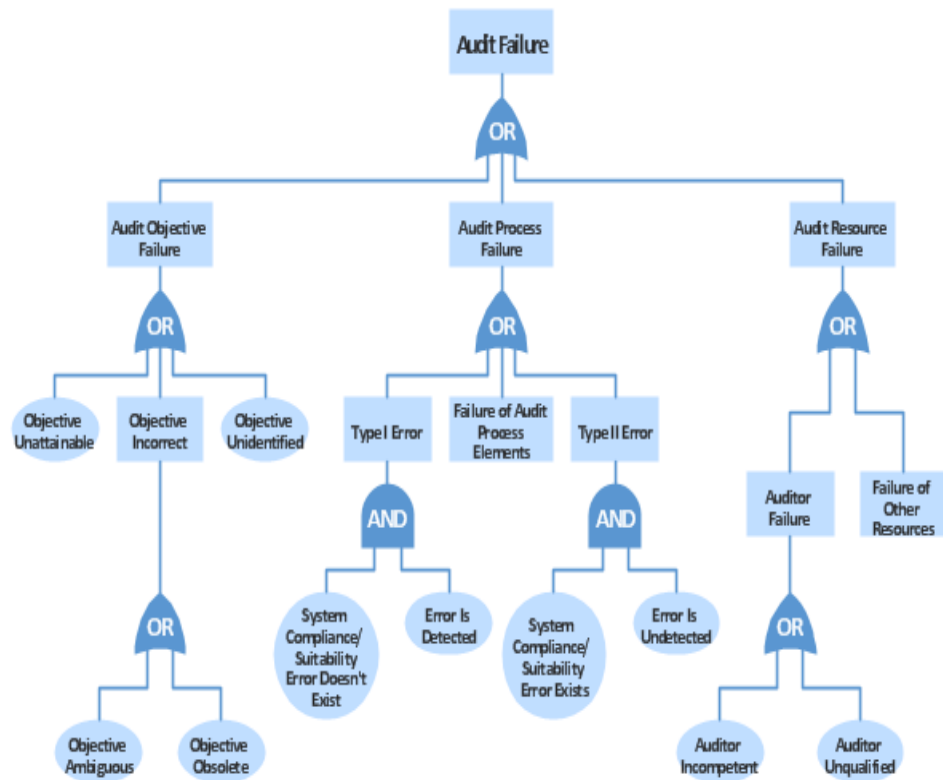 Audit Failure
OR
Audit Objective
Failure
Audit Process
Failure
Audit Resource
Failure
OR
OR
OR
Objective
Unattainable
Objective
Incorrect
Objective
Unidentified
Type I Error
Failure of Audit
Process
Elements
Type II Error
Auditor
Failure
Failure of
Other
Resources
AND
AND
OR
System
Compliance/
Suitability
Error Doesn't
Exist
Error Is
Detected
System
Compliance/
Suitability
Error Exists
Error Is
Undetected
OR
Objective
Ambiguous
Objective
Obsolete
Auditor
Incompetent
Auditor
Unqualified